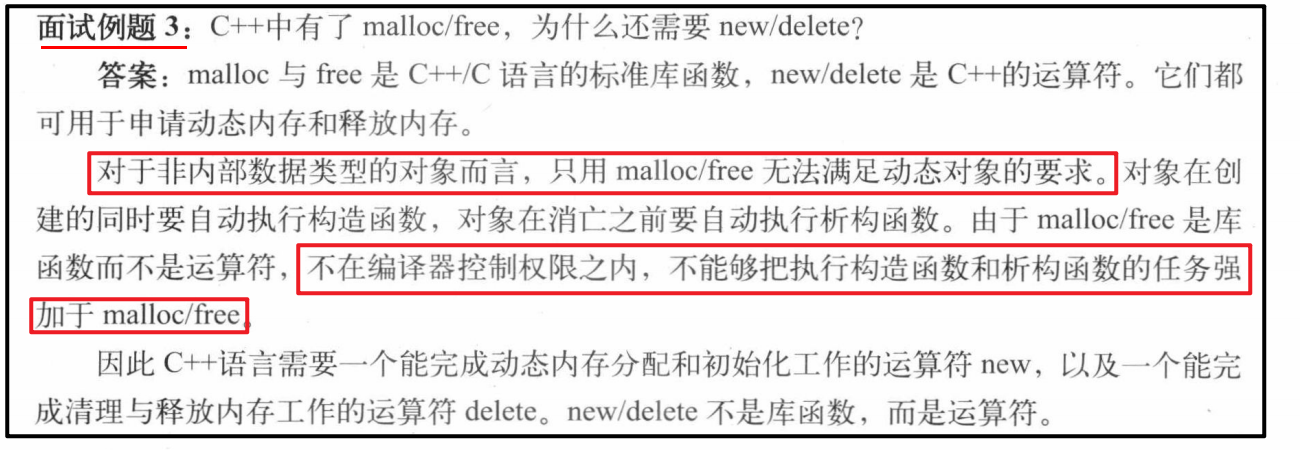 面试例题 3：C++中有了 malloc/free，为什么还需要 new/delete?
答案：malloc 与 free 是 C++/C 语言的标准库函数，new/delete 是 C++的运算符。它们都
可用于申请动态内存和释放内存。
对于非内部数据类型的对象而言，只用 malloc/free 无法满足动态对象的要求。对象在创
建的同时要自动执行构造函数，对象在消亡之前要自动执行析构函数。由于 malloc/free 是库
函数而不是运算符，不在编译器控制权限之内，不能够把执行构造函数和析构函数的任务强
加于 malloc/free。
因此 C++语言需要一个能完成动态内存分配和初始化工作的运算符 new，以及一个能完
成清理与释放内存工作的运算符 delete。new/delete 不是库函数，而是运算符。